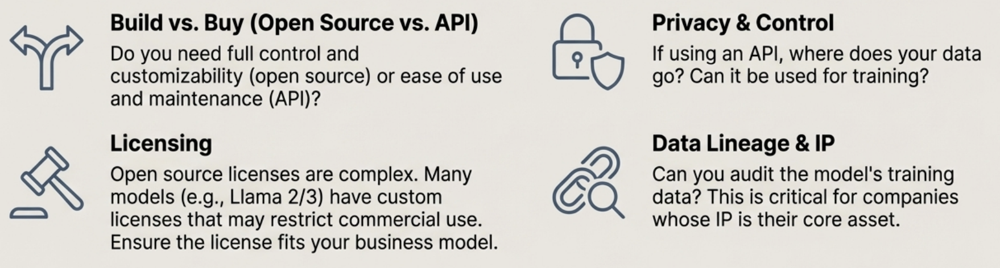 Build vs. Buy (Open Source vs. API)
Do you need full control and
customizability (open source) or ease of use
and maintenance (API)?
Privacy & Control
If using an API, where does your data
go? Can it be used for training?
Licensing
Open source licenses are complex. Many
models (e.g., Llama 2/3) have custom
licenses that may restrict commercial use.
Ensure the license fits your business model.
Data Lineage & IP
Can you audit the model's training
data? This is critical for companies
whose IP is their core asset.